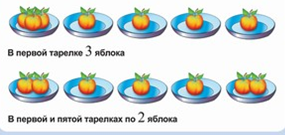 В первой тарелке 3 яблока
В первой и пятой тарелках по 2 яблока